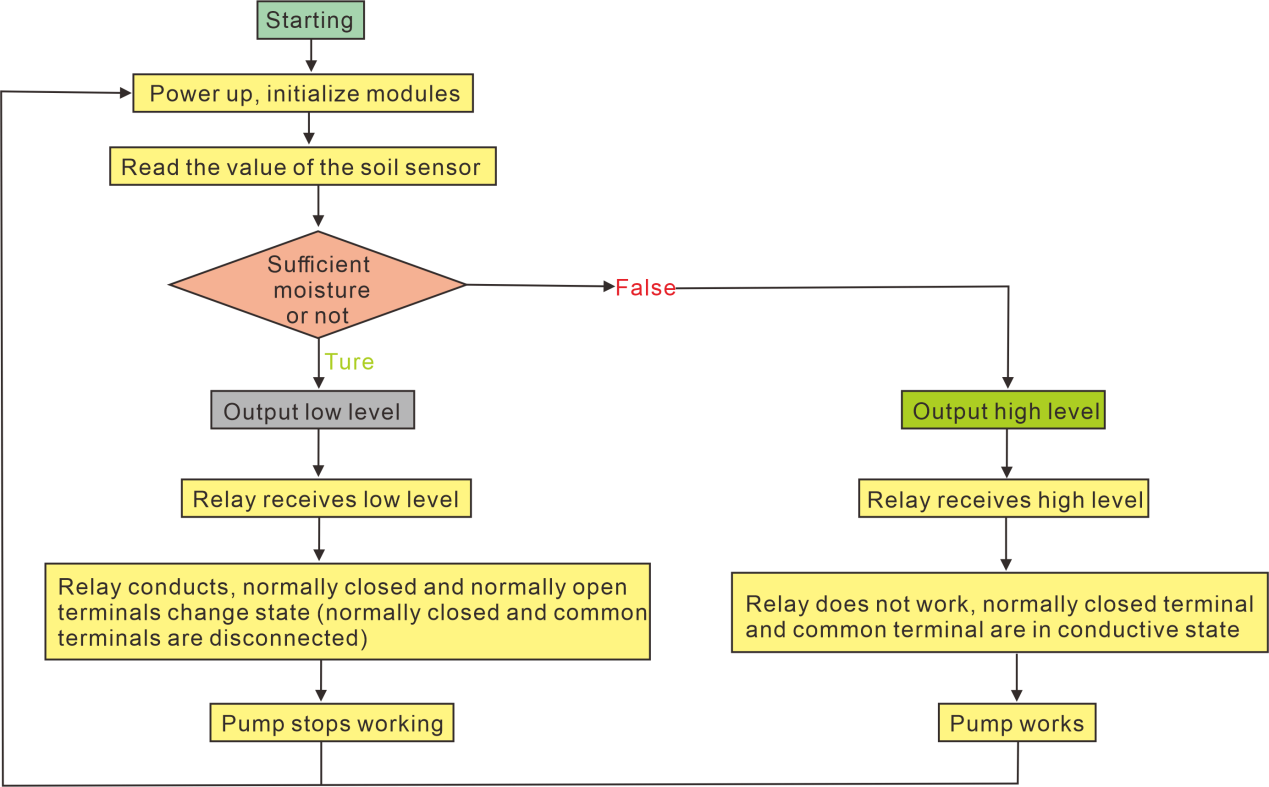 Starting
Power up, initialize modules
Read the value of the soil sensor
Sufficient
moisture
or not
False
Ture
Output low level
Output high level
Relay receives low level
Relay receives high level
Relay conducts, normally closed and normally open
terminals change state (normally closed and common
terminals are disconnected)
Relay does not work, normally closed terminal
and common terminal are in conductive state
Pump stops working
Pump works